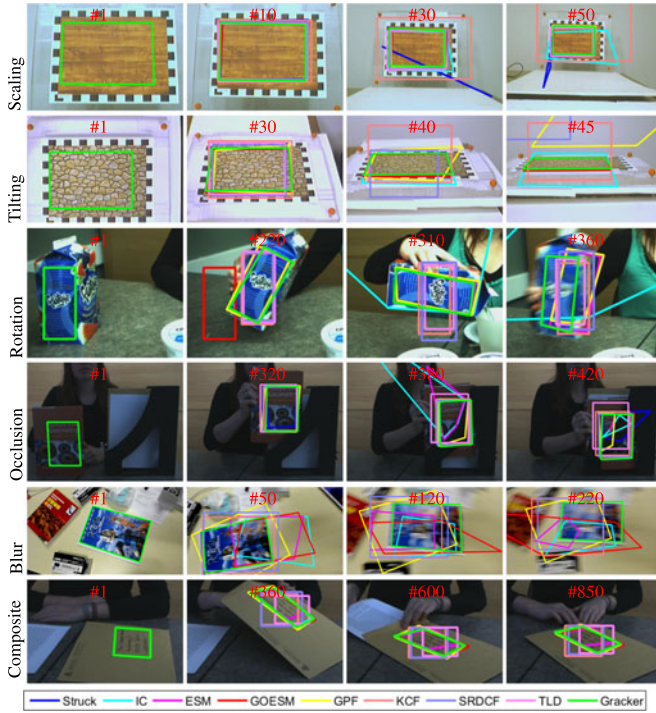 Scaling #1 #10 #30 #50
Tilting #1 #30 #40 #45
Rotation #1 #220 #310 #360
Occlusion #1 #320 #380 #420
Blur #1 #50 #120 #220
Composite #1 #360 #600 #850
Struck IC ESM GOESM GPF KCF SRDCF TLD Gracker